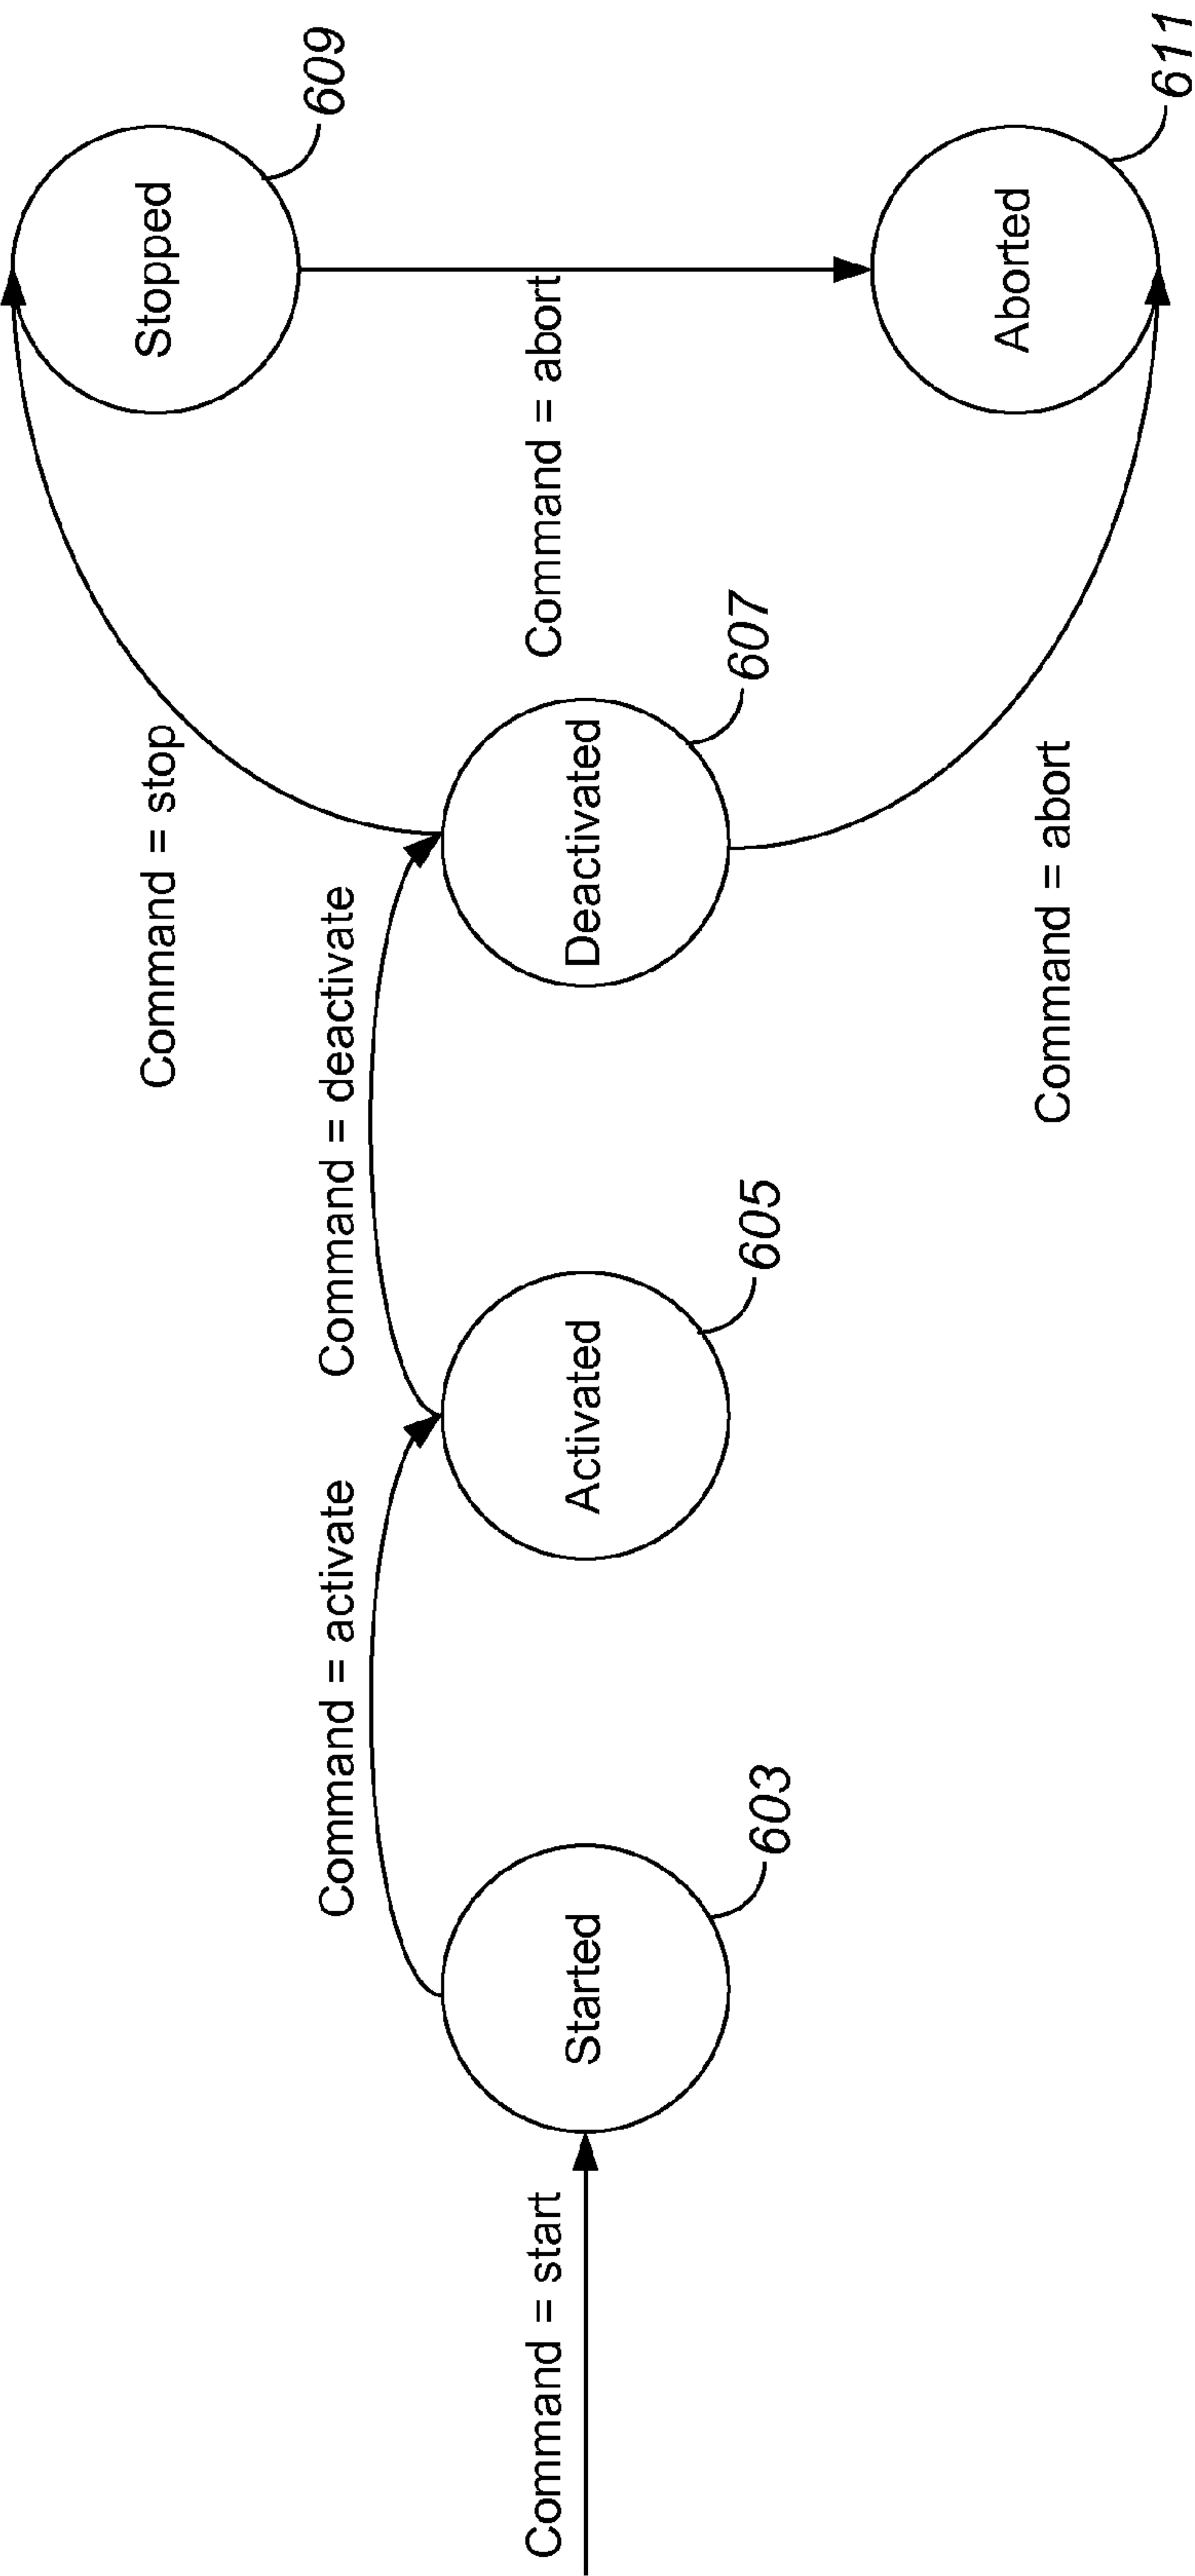 Command = start
Started
603
Command = activate
Activated
605
Command = deactivate
Deactivated
607
Command = stop
Stopped
609
Command = abort
Command = abort
Aborted
611